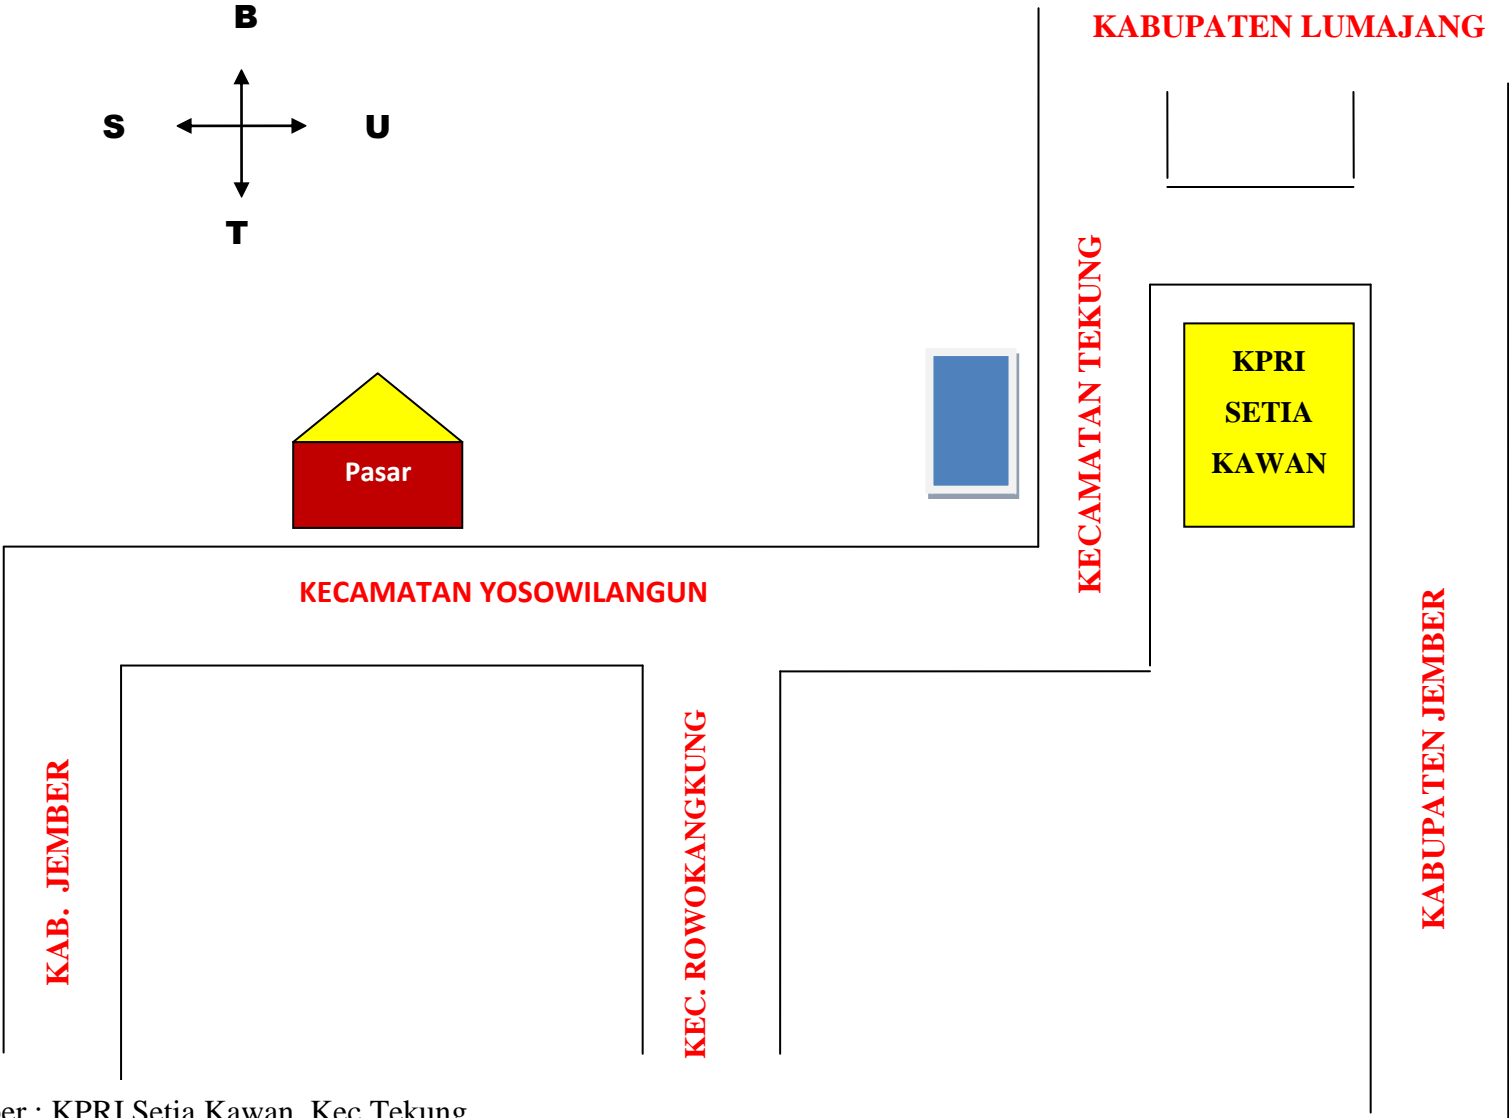 B
KABUPATEN LUMAJANG
S
U
T
KECAMATAN TEKUNG
KPRI
SETIA
KAWAN
Pasar
KECAMATAN YOSOWILANGUN
KABUPATEN JEMBER
KEC. ROWOKANGKUNG
KAB. JEMBER
: KPRI Setia Kawan Kec Tekung